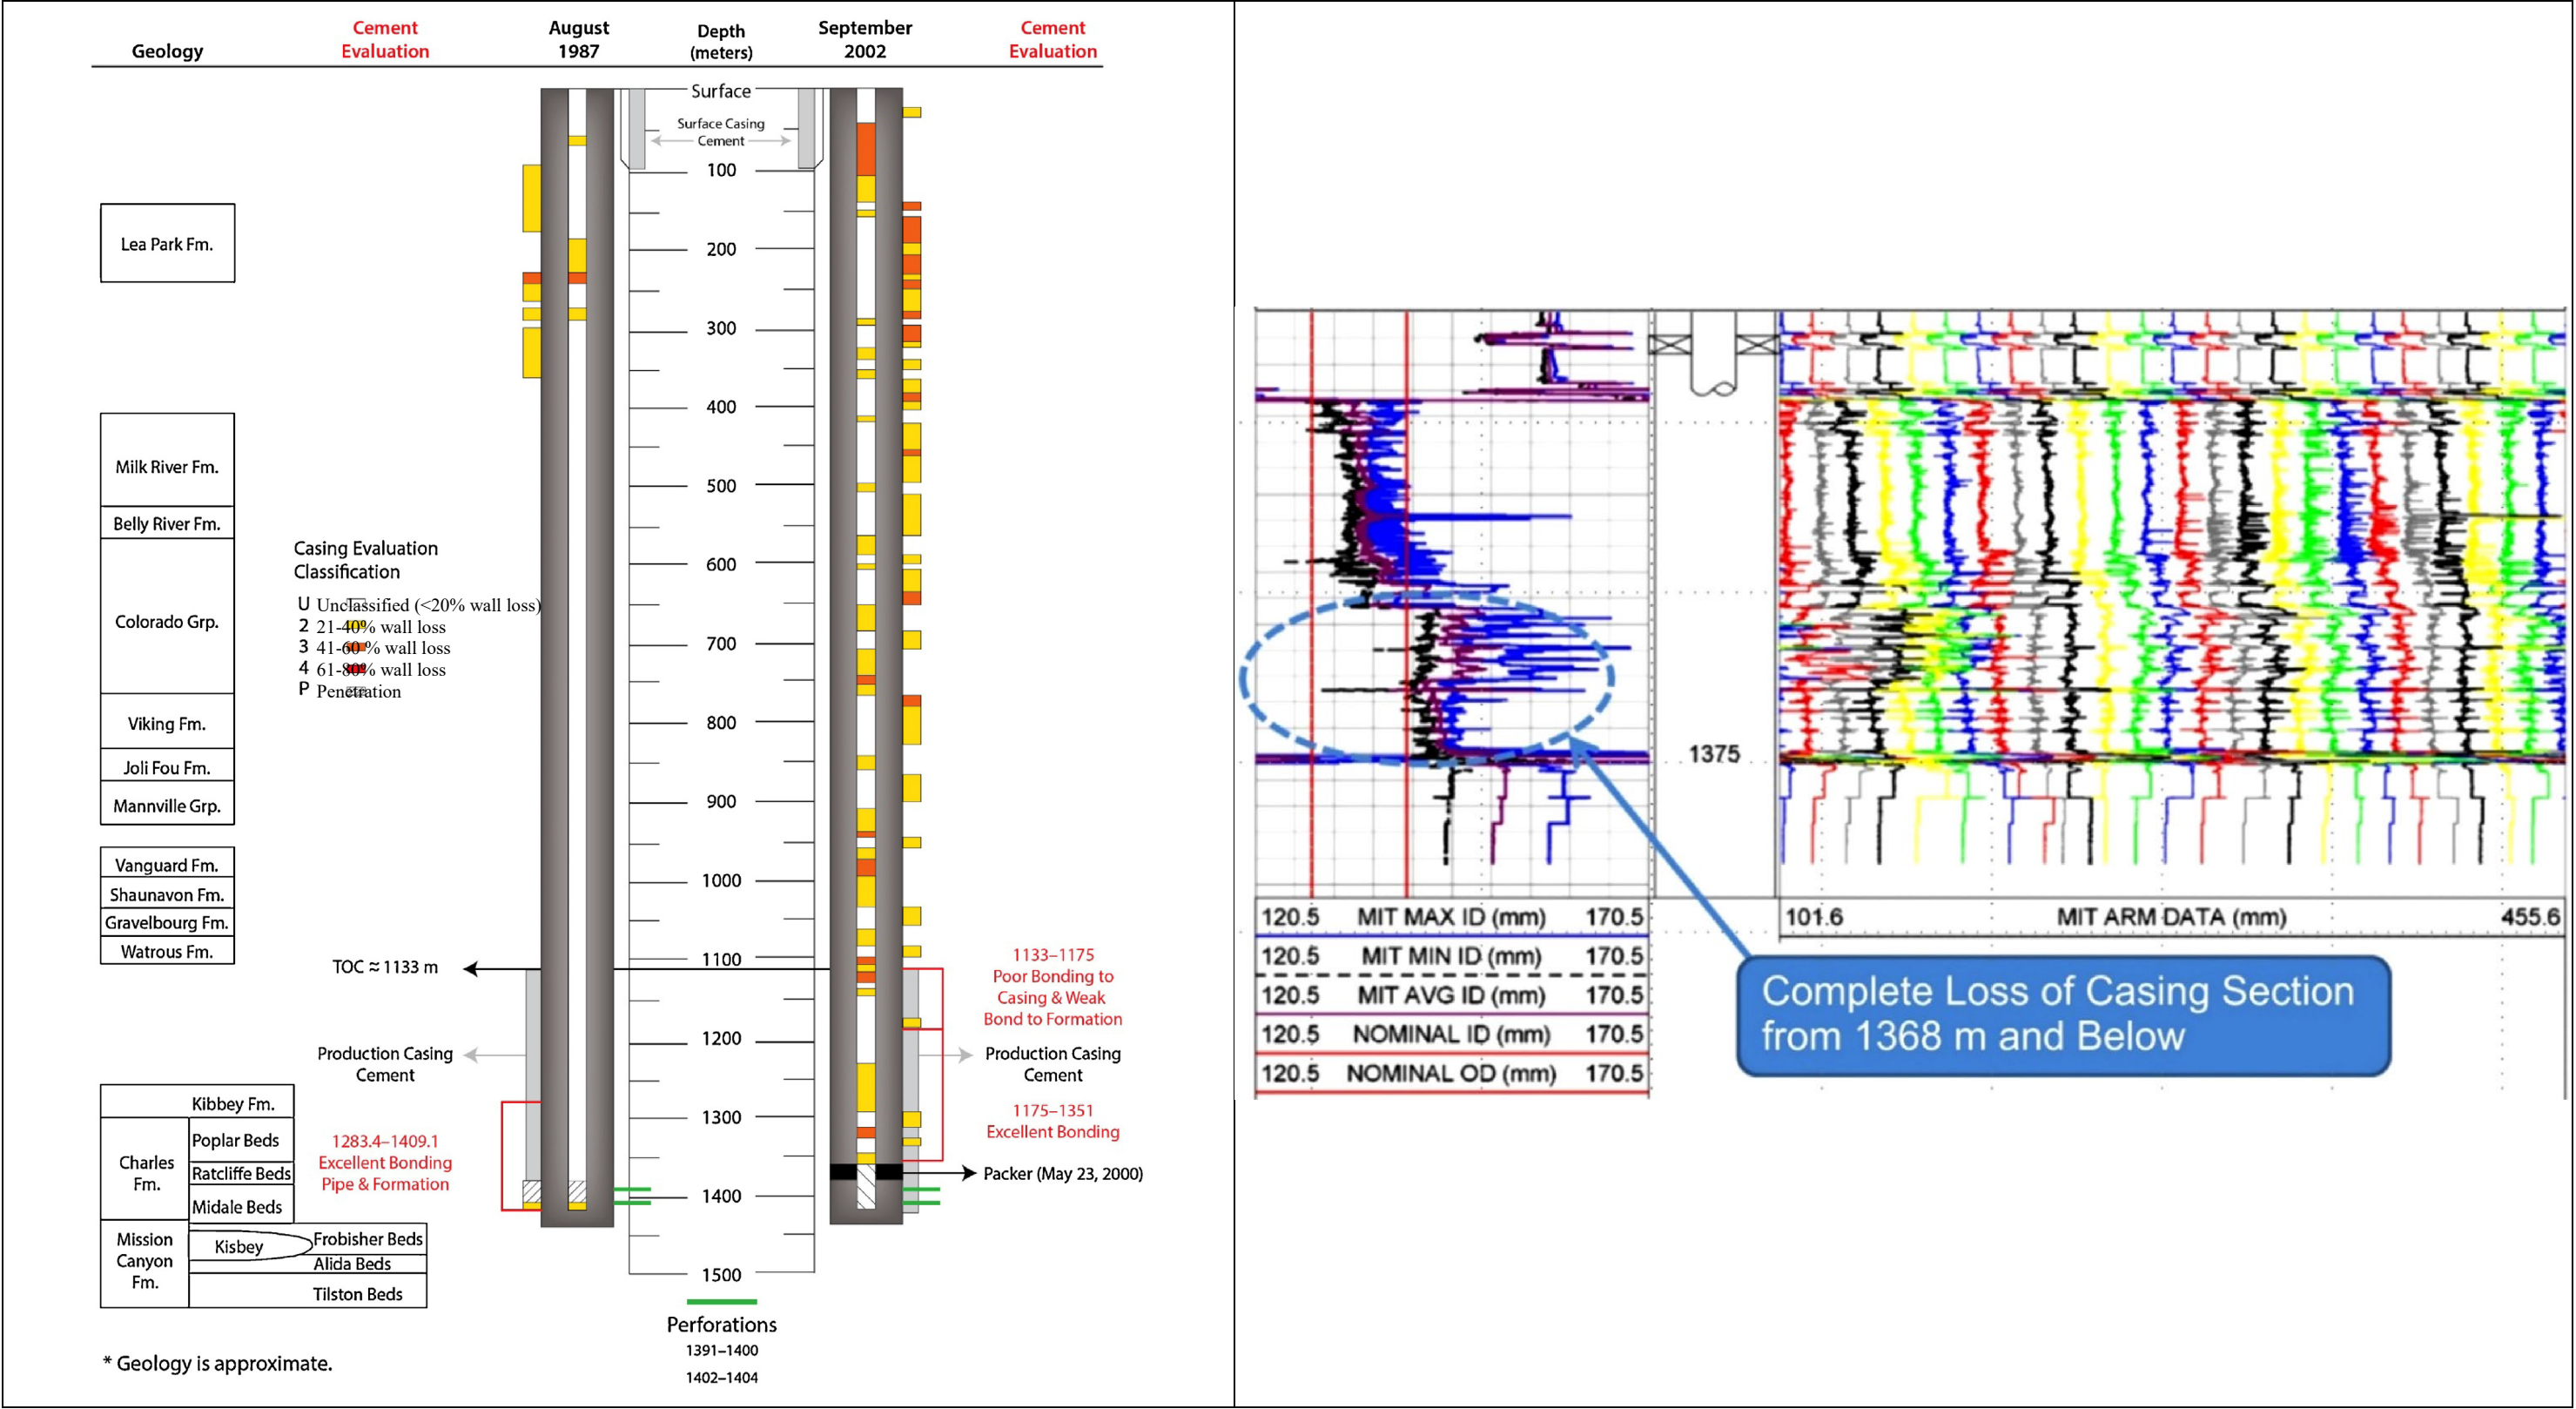 Geology
Cement
Evaluation
August
1987
Depth
(meters)
September
2002
Cement
Evaluation
Surface
Surface Casing
Cement
100
200
300
400
500
600
700
800
900
1000
1100
1200
1300
1400
1500
Lea Park Fm.
Milk River Fm.
Belly River Fm.
Colorado Grp.
Viking Fm.
Joli Fou Fm.
Mannville Grp.
Vanguard Fm.
Shaunavon Fm.
Gravelbourg Fm.
Watrous Fm.
Casing Evaluation
Classification
U Unclassified (<20% wall loss)
2 21-40% wall loss
3 41-60 % wall loss
4 61-80% wall loss
P Penetration
TOC ≈ 1133 m
Production Casing
Cement
1283.4–1409.1
Excellent Bonding
Pipe & Formation
Kibbey Fm.
Charles
Fm.
Poplar Beds
Ratcliffe Beds
Midale Beds
Mission
Canyon
Fm.
Kisbey
Frobisher Beds
Alida Beds
Tilston Beds
1133–1175
Poor Bonding to
Casing & Weak
Bond to Formation
Production Casing
Cement
1175–1351
Excellent Bonding
Packer (May 23, 2000)
Perforations
1391–1400
1402–1404
* Geology is approximate.
1375
120.5 MIT MAX ID (mm) 170.5
120.5 MIT MIN ID (mm) 170.5
120.5 MIT AVG ID (mm) 170.5
120.5 NOMINAL ID (mm) 170.5
120.5 NOMINAL OD (mm) 170.5
101.6 MIT ARM DATA (mm) 455.6
Complete Loss of Casing Section
from 1368 m and Below